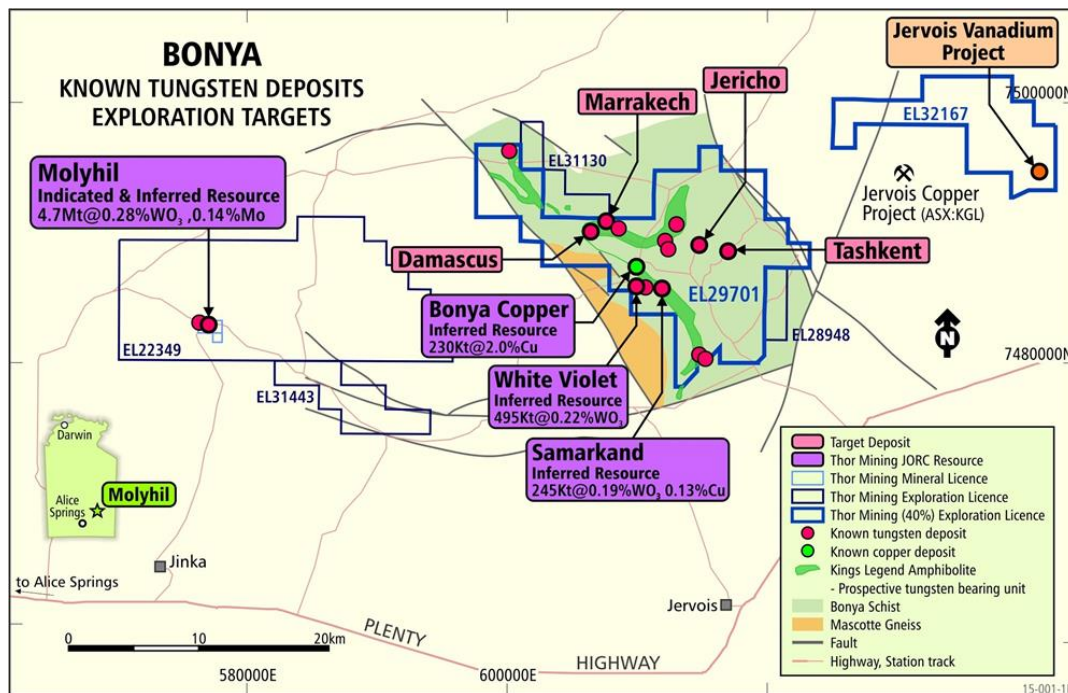 BONYA
KNOWN TUNGSTEN DEPOSITS
EXPLORATION TARGETS
Jervois Vanadium
Project
Jericho
Marrakech
7500000N
EL32167
EL31130
Molyhil
Indicated & Inferred Resource
4.7Mt@0.28%WO₃ ,0.14%Mo
Jervois Copper
Project (ASX:KGL)
Damascus
Tashkent
EL29701
Bonya Copper
Inferred Resource
230Kt@2.0%Cu
EL28948
EL22349
7480000N
White Violet
Inferred Resource
495Kt@0.22%WO₃
EL31443
Samarkand
Inferred Resource
245Kt@0.19%WO₃ 0.13%Cu
Darwin
Alice
Springs
Molyhil
Target Deposit
Thor Mining JORC Resource
Thor Mining Mineral Licence
Thor Mining Exploration Licence
Thor Mining (40%) Exploration Licence
Known tungsten deposit
Known copper deposit
Kings Legend Amphibolite
- Prospective tungsten bearing unit
Bonya Schist
Mascotte Gneiss
Fault
Highway, Station track
Jinka
to Alice Springs
Jervois
PLENTY
HIGHWAY
0 10 20km
580000E
600000E